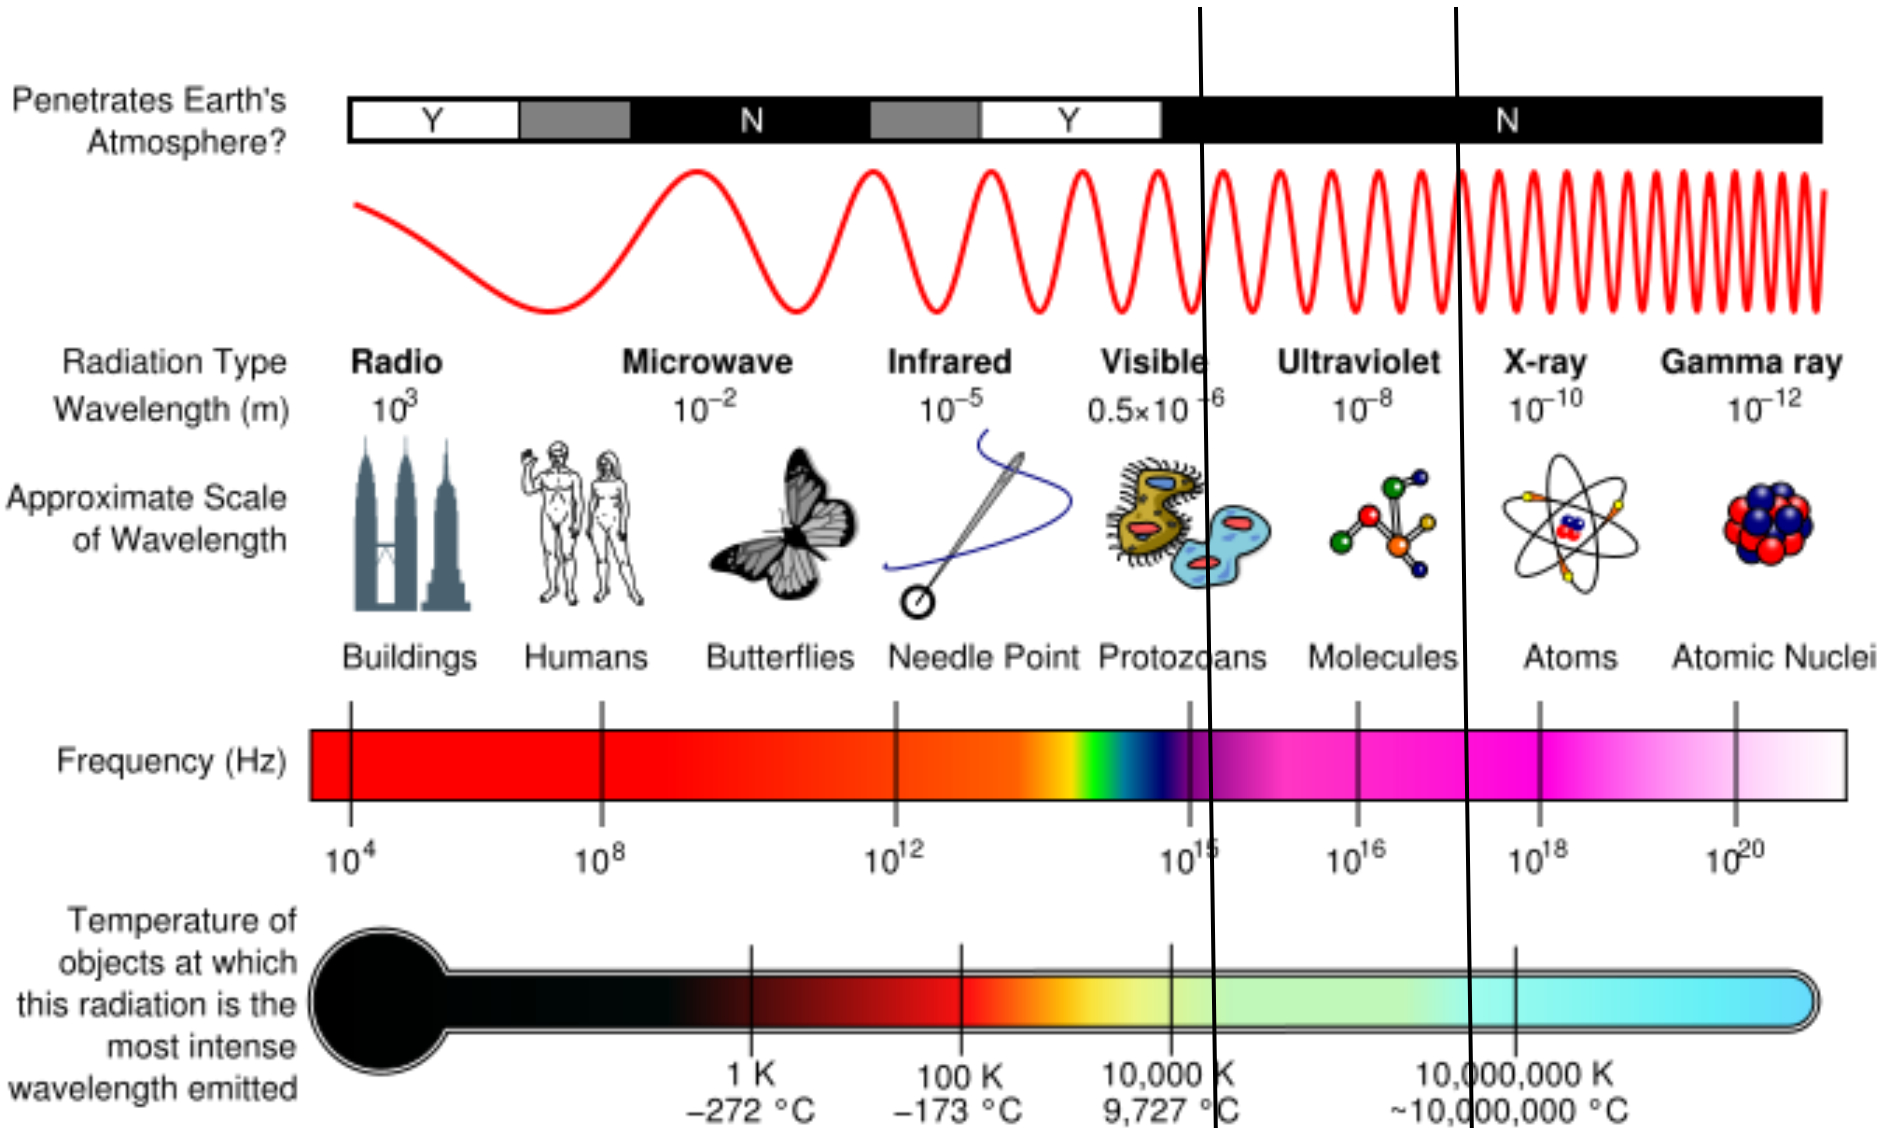 Penetrates Earth's
Atmosphere?
Y
N
Y
N
Radiation Type
Radio
Microwave
Infrared
Visible
Ultraviolet
X-ray
Gamma ray
Wavelength (m)
10³
10⁻²
10⁻⁵
0.5×10⁻⁶
10⁻⁸
10⁻¹⁰
10⁻¹²
Approximate Scale
of Wavelength
Buildings
Humans
Butterflies
Needle Point
Protozoans
Molecules
Atoms
Atomic Nuclei
Frequency (Hz)
10⁴
10⁸
10¹²
10¹⁵
10¹⁶
10¹⁸
10²⁰
Temperature of
objects at which
this radiation is the
most intense
wavelength emitted
1 K
−272 °C
100 K
−173 °C
10,000 K
9,727 °C
10,000,000 K
~10,000,000 °C